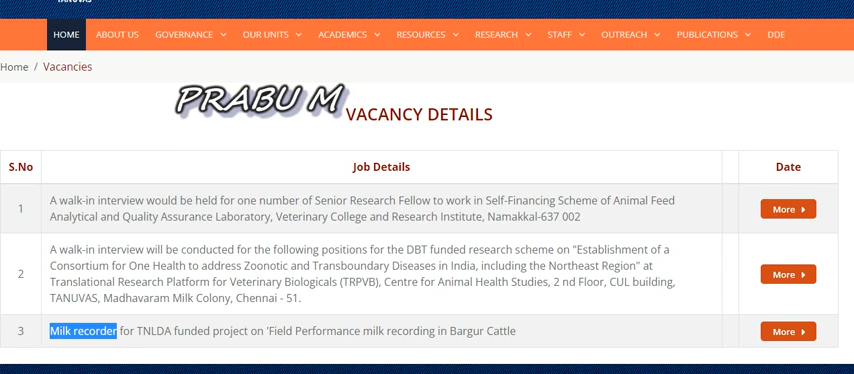 TANUVAS
HOME ABOUT US GOVERNANCE OUR UNITS ACADEMICS RESOURCES RESEARCH STAFF OUTREACH PUBLICATIONS DDE
Home / Vacancies
PRABU M
VACANCY DETAILS
S.No Job Details Date
1 A walk-in interview would be held for one number of Senior Research Fellow to work in Self-Financing Scheme of Animal Feed More
Analytical and Quality Assurance Laboratory, Veterinary College and Research Institute, Namakkal-637 002
2 A walk-in interview will be conducted for the following positions for the DBT funded research scheme on "Establishment of a More
Consortium for One Health to address Zoonotic and Transboundary Diseases in India, including the Northeast Region" at
Translational Research Platform for Veterinary Biologicals (TRPVB), Centre for Animal Health Studies, 2 nd Floor, CUL building,
TANUVAS, Madhavaram Milk Colony, Chennai - 51.
3 Milk recorder for TNLDA funded project on 'Field Performance milk recording in Bargur Cattle More